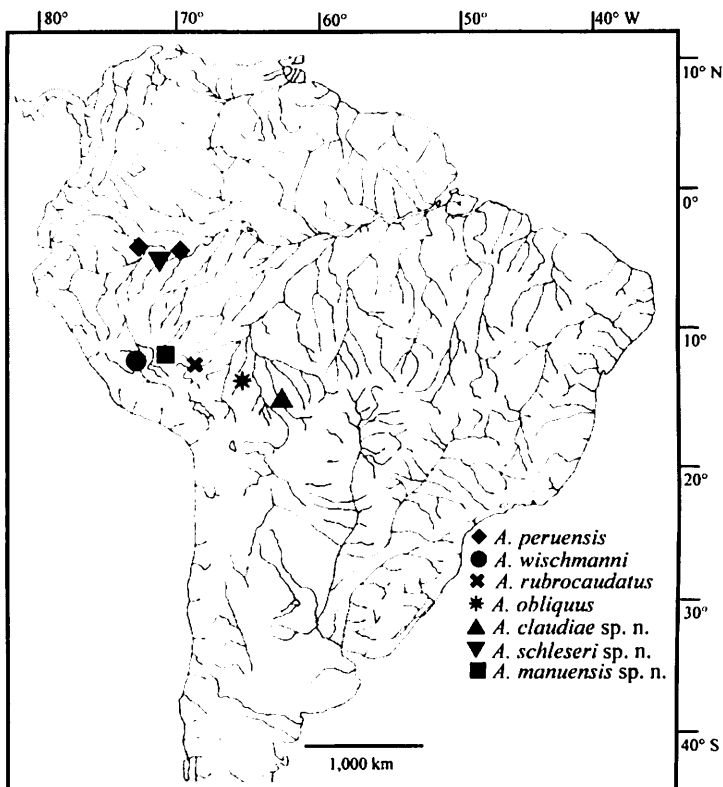 80° 70° 60° 50° 40° W
10° N
0°
10°
20°
30°
40° S
A. peruensis
A. wischmanni
A. rubrocaudatus
A. obliquus
A. claudiae sp. n.
A. schleseri sp. n.
A. manuensis sp. n.
1,000 km